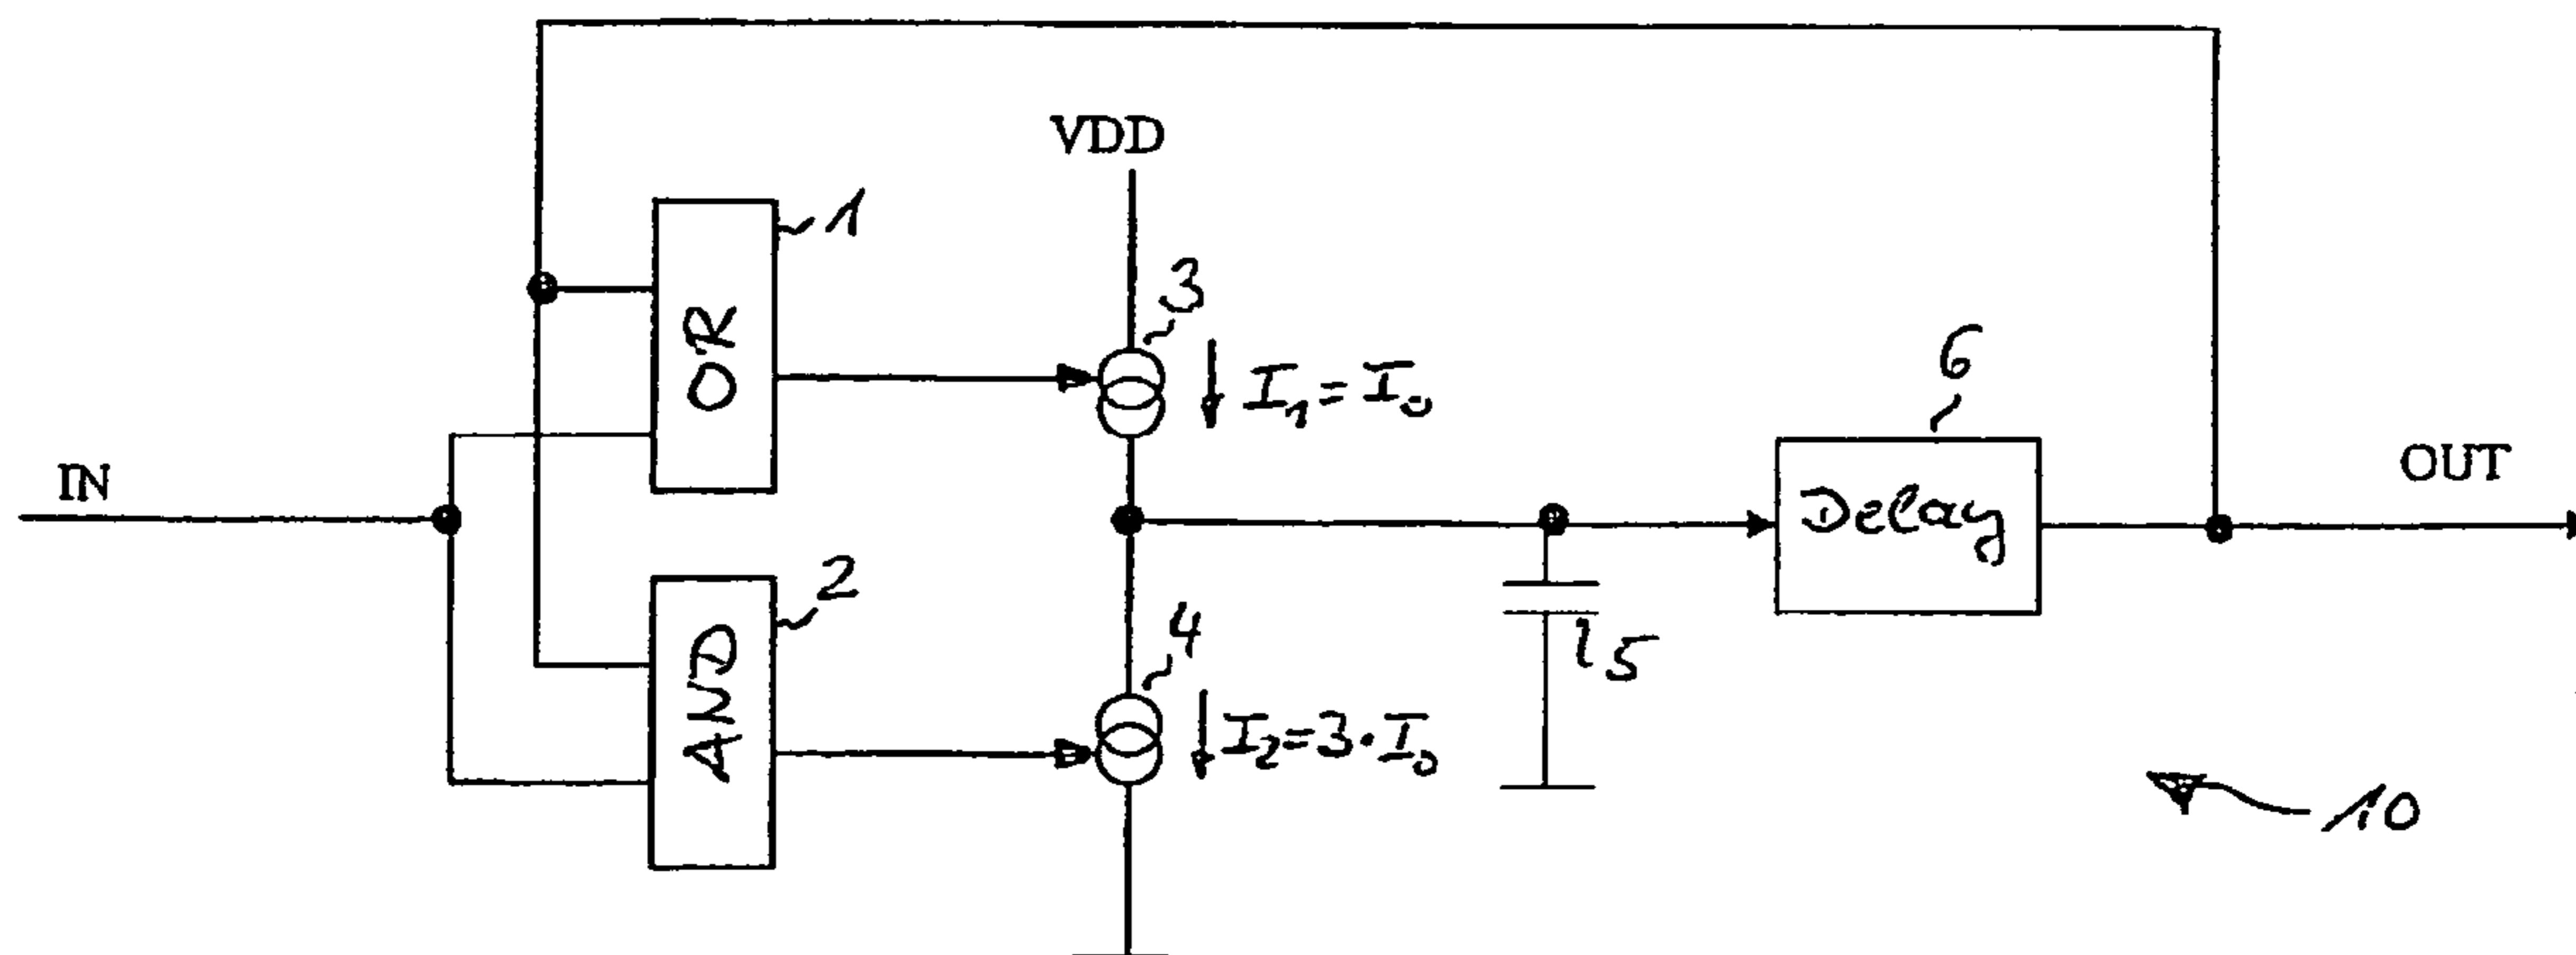 VDD
1
OR
3
I₁ = I₀
6
IN
Delay
OUT
2
AND
4
5
I₂ = 3 · I₀
10